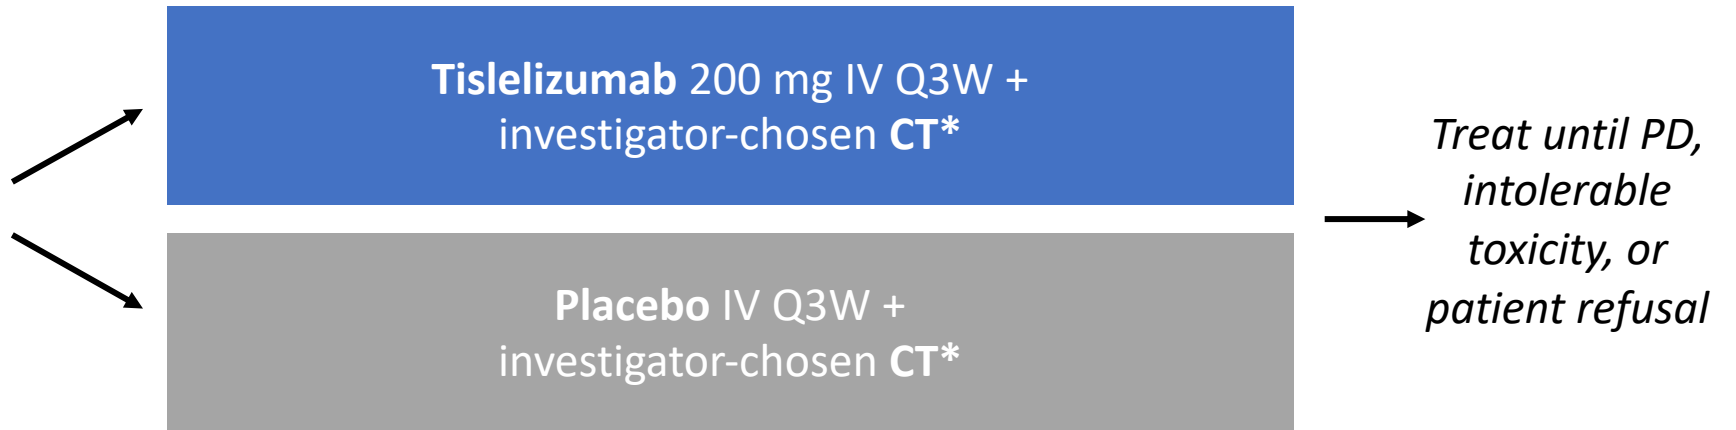 Tislelizumab 200 mg IV Q3W +
investigator-chosen CT*
Placebo IV Q3W +
investigator-chosen CT*
Treat until PD,
intolerable
toxicity, or
patient refusal